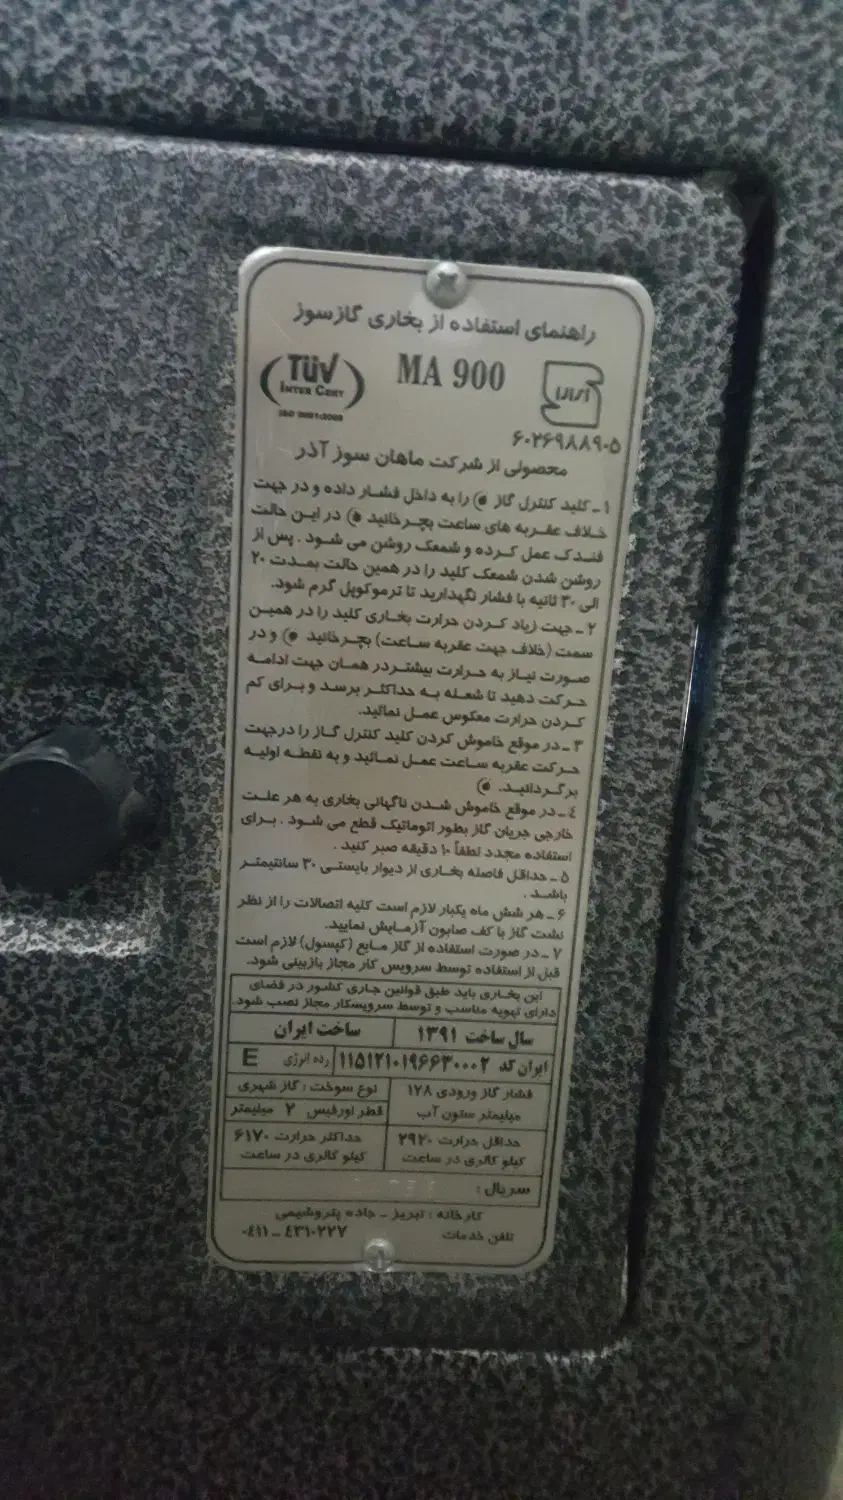 راهنمای استفاده از بخاری گازسوز
TÜV
INTER CERT
ISO 9001:2008
MA 900
۶۰۲۶۹۸۸۹۰۵
محصولی از شرکت ماهان سوز آذر
۱ـ کلید کنترل گاز را به داخل فشار داده و در جهت
خلاف عقربه های ساعت بچرخانید در این حالت
فندک عمل کرده و شمعک روشن می شود . پس از
روشن شدن شمعک کلید را در همین حالت بمدت ۲۰
الی ۳۰ ثانیه با فشار نگهدارید تا ترموکوپل گرم شود.
۲ـ جهت زیاد کردن حرارت بخاری کلید را در همین
سمت (خلاف جهت عقربه ساعت) بچرخانید و در
صورت نیاز به حرارت بیشتر در همان جهت ادامه
حرکت دهید تا شعله به حداکثر برسد و برای کم
کردن حرارت معکوس عمل نمائید.
۳ـ در موقع خاموش کردن کلید کنترل گاز را درجهت
حرکت عقربه ساعت عمل نمائید و به نقطه اولیه
برگردانید.
٤ـ در موقع خاموش شدن ناگهانی بخاری به هر علت
خارجی جریان گاز بطور اتوماتیک قطع می شود . برای
استفاده مجدد لطفاً ۱۰ دقیقه صبر کنید .
۵ـ حداقل فاصله بخاری از دیوار بایستی ۳۰ سانتیمتر
باشد .
۶ـ هر شش ماه یکبار لازم است کلیه اتصالات را از نظر
نشت گاز با کف صابون آزمایش نمایید.
۷ـ در صورت استفاده از گاز مایع (کپسول) لازم است
قبل از استفاده توسط سرویس کار مجاز بازبینی شود.
این بخاری باید طبق قوانین جاری کشور در فضای
دارای تهویه مناسب و توسط سرویسکار مجاز نصب شود.
سال ساخت ۱۳۹۱ ساخت ایران
ایران کد ۱۱۵۱۲۱۰۱۹۶۶۳۰۰۰۲ رده انرژی E
فشار گاز ورودی ۱۷۸ نوع سوخت : گاز شهری
میلیمتر ستون آب قطر اورفیس ۲ میلیمتر
حداقل حرارت ۲۹۲۰ حداکثر حرارت ۶۱۷۰
کیلو کالری در ساعت کیلو کالری در ساعت
سریال :
کارخانه : تبریز ـ جاده پتروشیمی
تلفن خدمات ٤٣١٠٢٢٧ ـ ٠٤١١